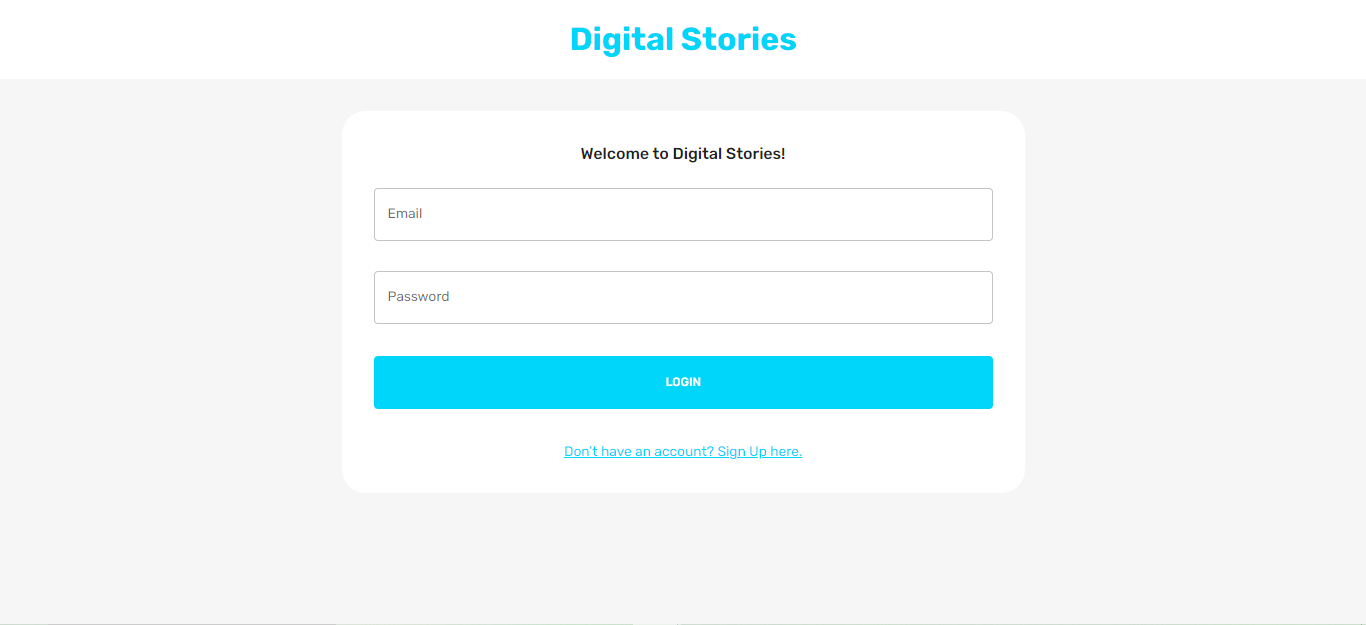 Digital Stories
Welcome to Digital Stories!
Email
Password
LOGIN
Don't have an account? Sign Up here.